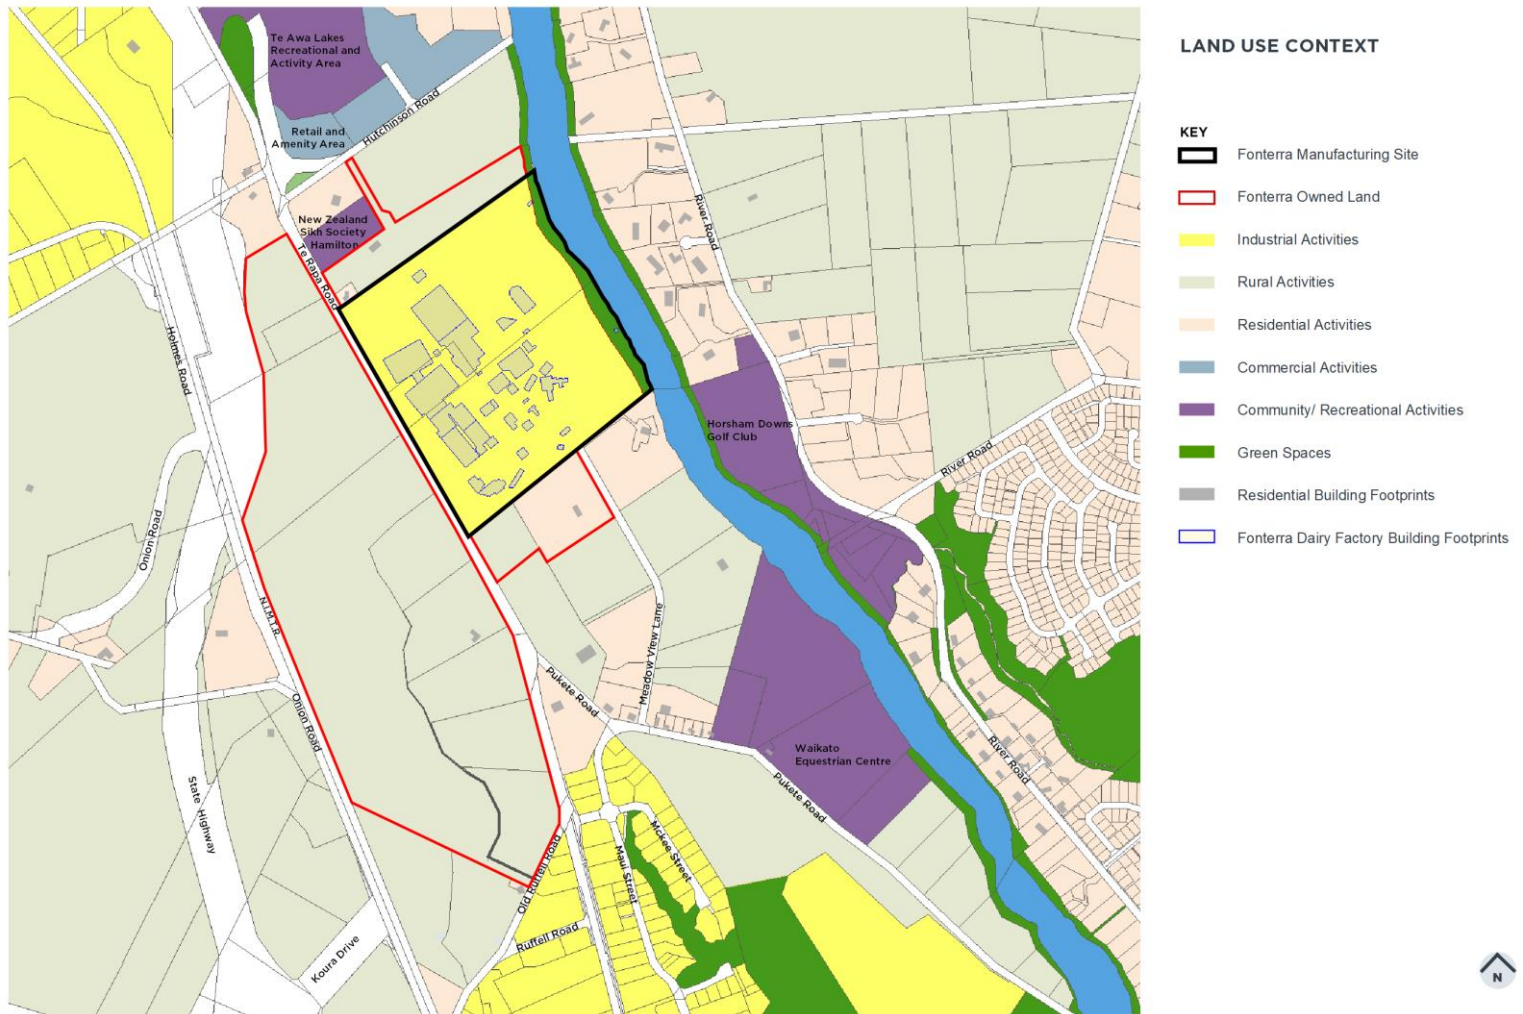 LAND USE CONTEXT
KEY
Fonterra Manufacturing Site
Fonterra Owned Land
Industrial Activities
Rural Activities
Residential Activities
Commercial Activities
Community/ Recreational Activities
Green Spaces
Residential Building Footprints
Fonterra Dairy Factory Building Footprints
N
Te Awa Lakes
Recreational and
Activity Area
Retail and
Amenity Area
Hutchinson Road
New Zealand
Sikh Society
Hamilton
Te Rapa Road
River Road
Holmes Road
Horsham Downs
Golf Club
River Road
Onion Road
N.I.M.T.R.
Meadow View Lane
Pukete Road
Onion Road
Waikato
Equestrian Centre
River Road
Pukete Road
State Highway
Mckee Street
Maui Street
Old Ruffell Road
Ruffell Road
Koura Drive